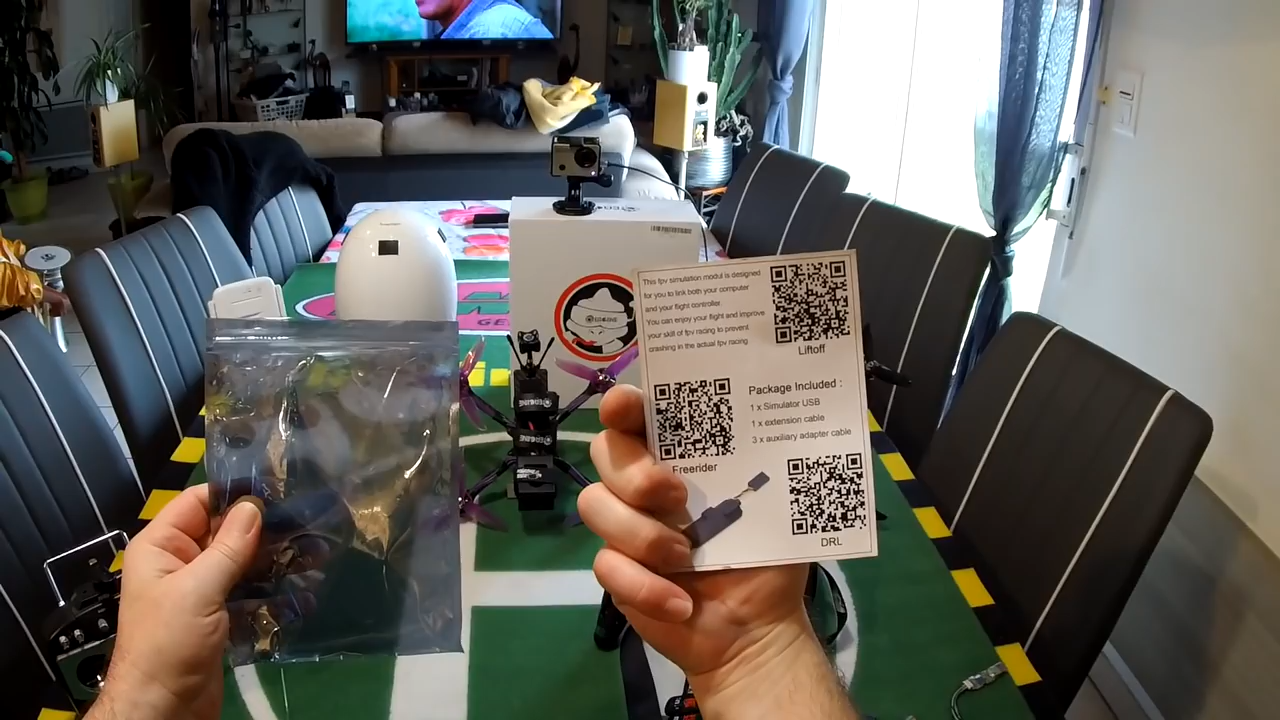 This fpv simulation modul is designed
for you to link both your computer
and your flight controller.
You can enjoy your flight and improve
your skill of fpv racing to prevent
crashing in the actual fpv racing
Liftoff
Freerider
Package Included :
1 x Simulator USB
1 x extension cable
3 x auxiliary adapter cable
DRL